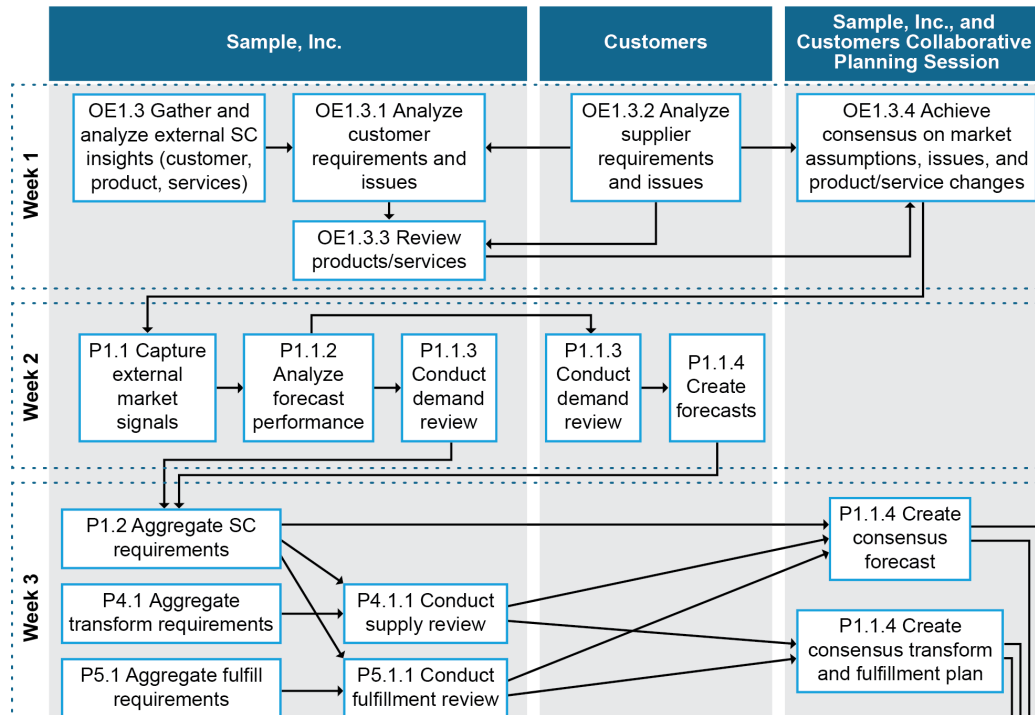 Sample, Inc.
Customers
Sample, Inc., and
Customers Collaborative
Planning Session
Week 1
OE1.3 Gather and
analyze external SC
insights (customer,
product, services)
OE1.3.1 Analyze
customer
requirements and
issues
OE1.3.2 Analyze
supplier
requirements
and issues
OE1.3.4 Achieve
consensus on market
assumptions, issues, and
product/service changes
OE1.3.3 Review
products/services
Week 2
P1.1 Capture
external
market
signals
P1.1.2
Analyze
forecast
performance
P1.1.3
Conduct
demand
review
P1.1.3
Conduct
demand
review
P1.1.4
Create
forecasts
Week 3
P1.2 Aggregate SC
requirements
P1.1.4 Create
consensus
forecast
P4.1 Aggregate
transform requirements
P4.1.1 Conduct
supply review
P1.1.4 Create
consensus transform
and fulfillment plan
P5.1 Aggregate fulfill
requirements
P5.1.1 Conduct
fulfillment review